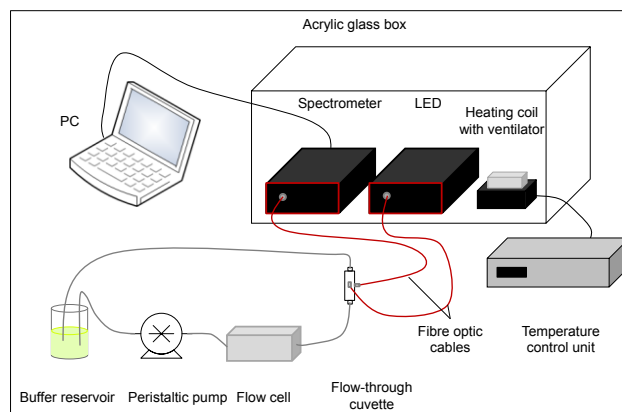 Acrylic glass box
Spectrometer
LED
Heating coil
with ventilator
PC
Fibre optic
cables
Temperature
control unit
Buffer reservoir
Peristaltic pump
Flow cell
Flow-through
cuvette